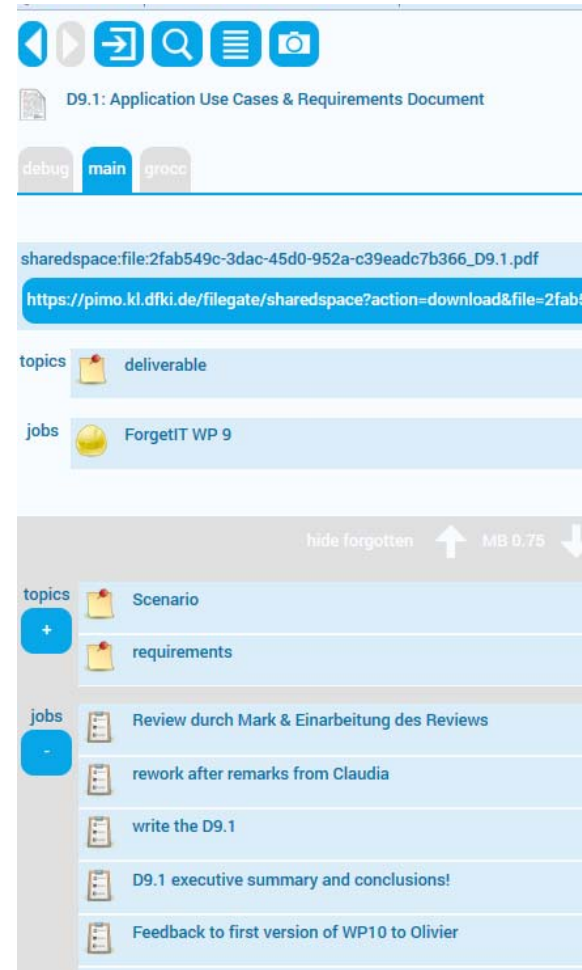 D9.1: Application Use Cases & Requirements Document
debug main grocc
sharedspace:file:2fab549c-3dac-45d0-952a-c39eadc7b366_D9.1.pdf
https://pimo.kl.dfki.de/filegate/sharedspace?action=download&file=2fab5
topics deliverable
jobs ForgetIT WP 9
hide forgotten MB 0.75
topics Scenario
+
requirements
jobs Review durch Mark & Einarbeitung des Reviews
-
rework after remarks from Claudia
write the D9.1
D9.1 executive summary and conclusions!
Feedback to first version of WP10 to Olivier